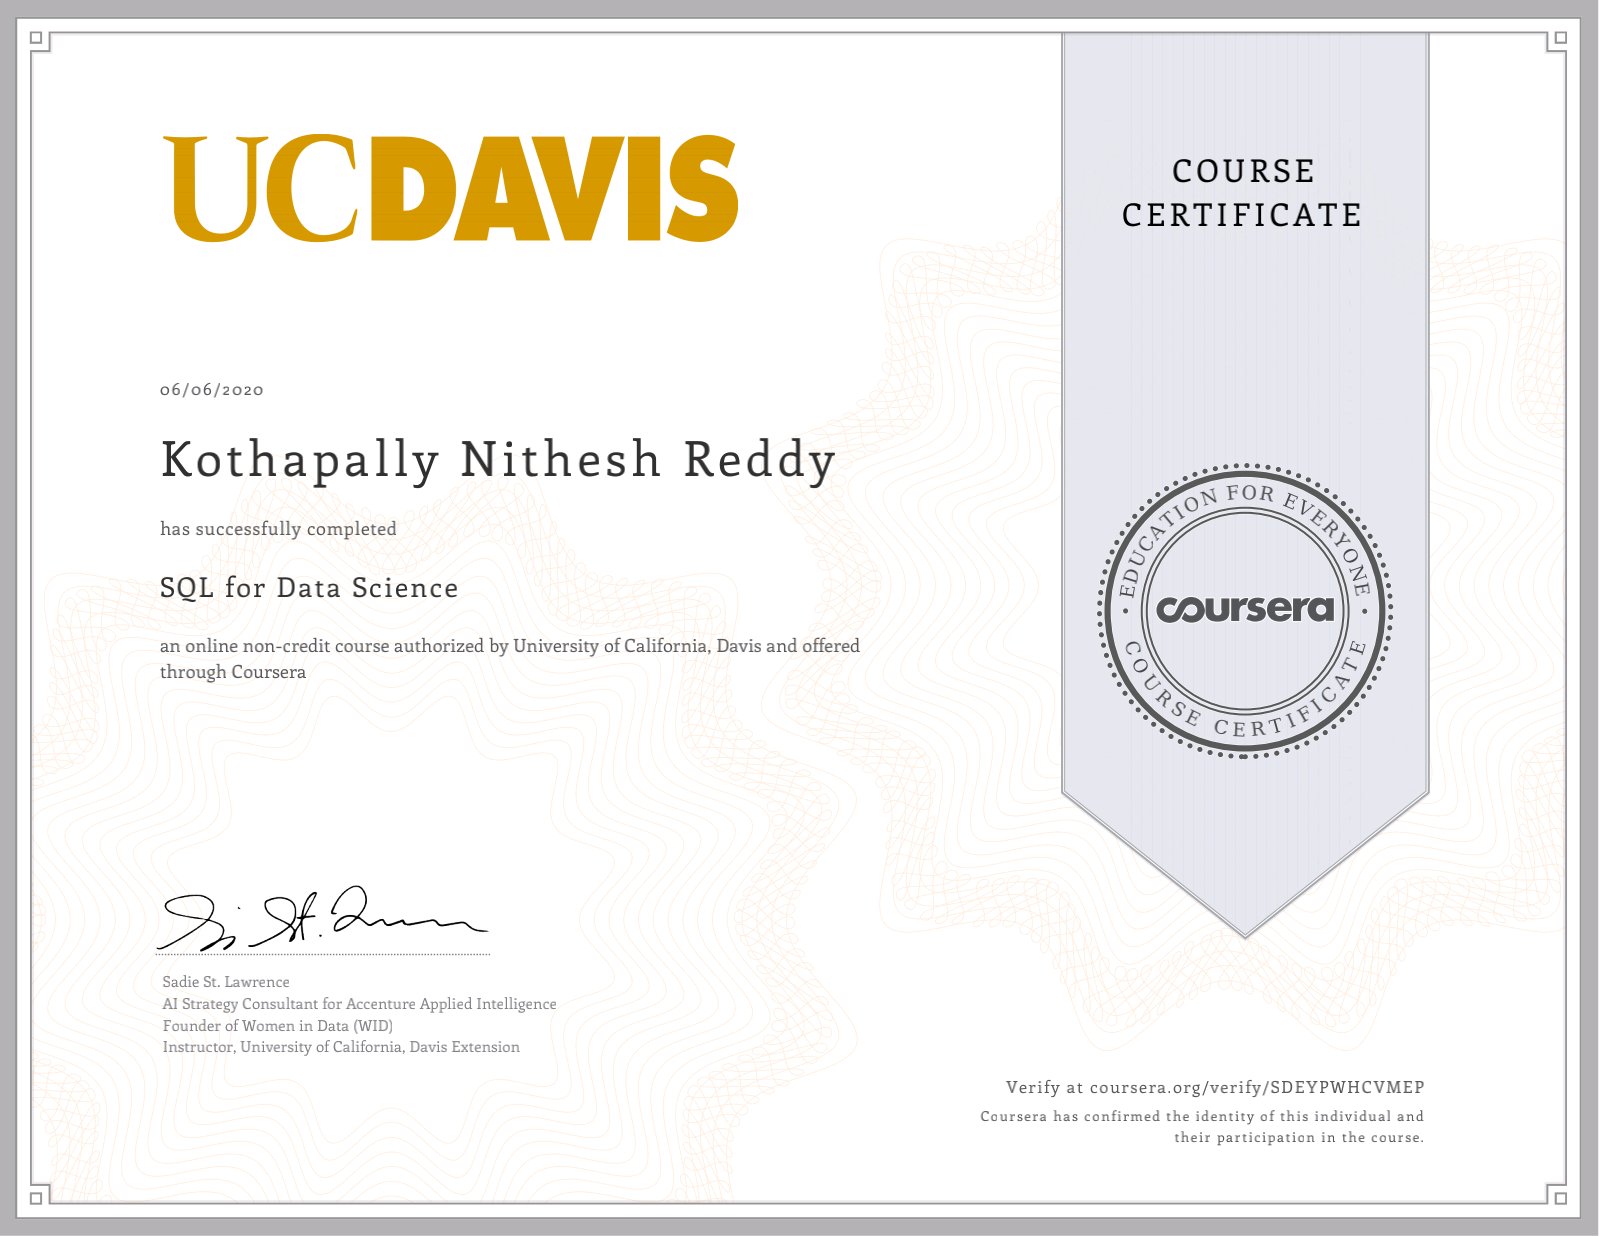 UCDAVIS
COURSE
CERTIFICATE
06/06/2020
Kothapally Nithesh Reddy
has successfully completed
SQL for Data Science
an online non-credit course authorized by University of California, Davis and offered
through Coursera
EDUCATION FOR EVERYONE
coursera
COURSE CERTIFICATE
Sadie St. Lawrence
AI Strategy Consultant for Accenture Applied Intelligence
Founder of Women in Data (WID)
Instructor, University of California, Davis Extension
Verify at coursera.org/verify/SDEYPWHCVMEP
Coursera has confirmed the identity of this individual and
their participation in the course.